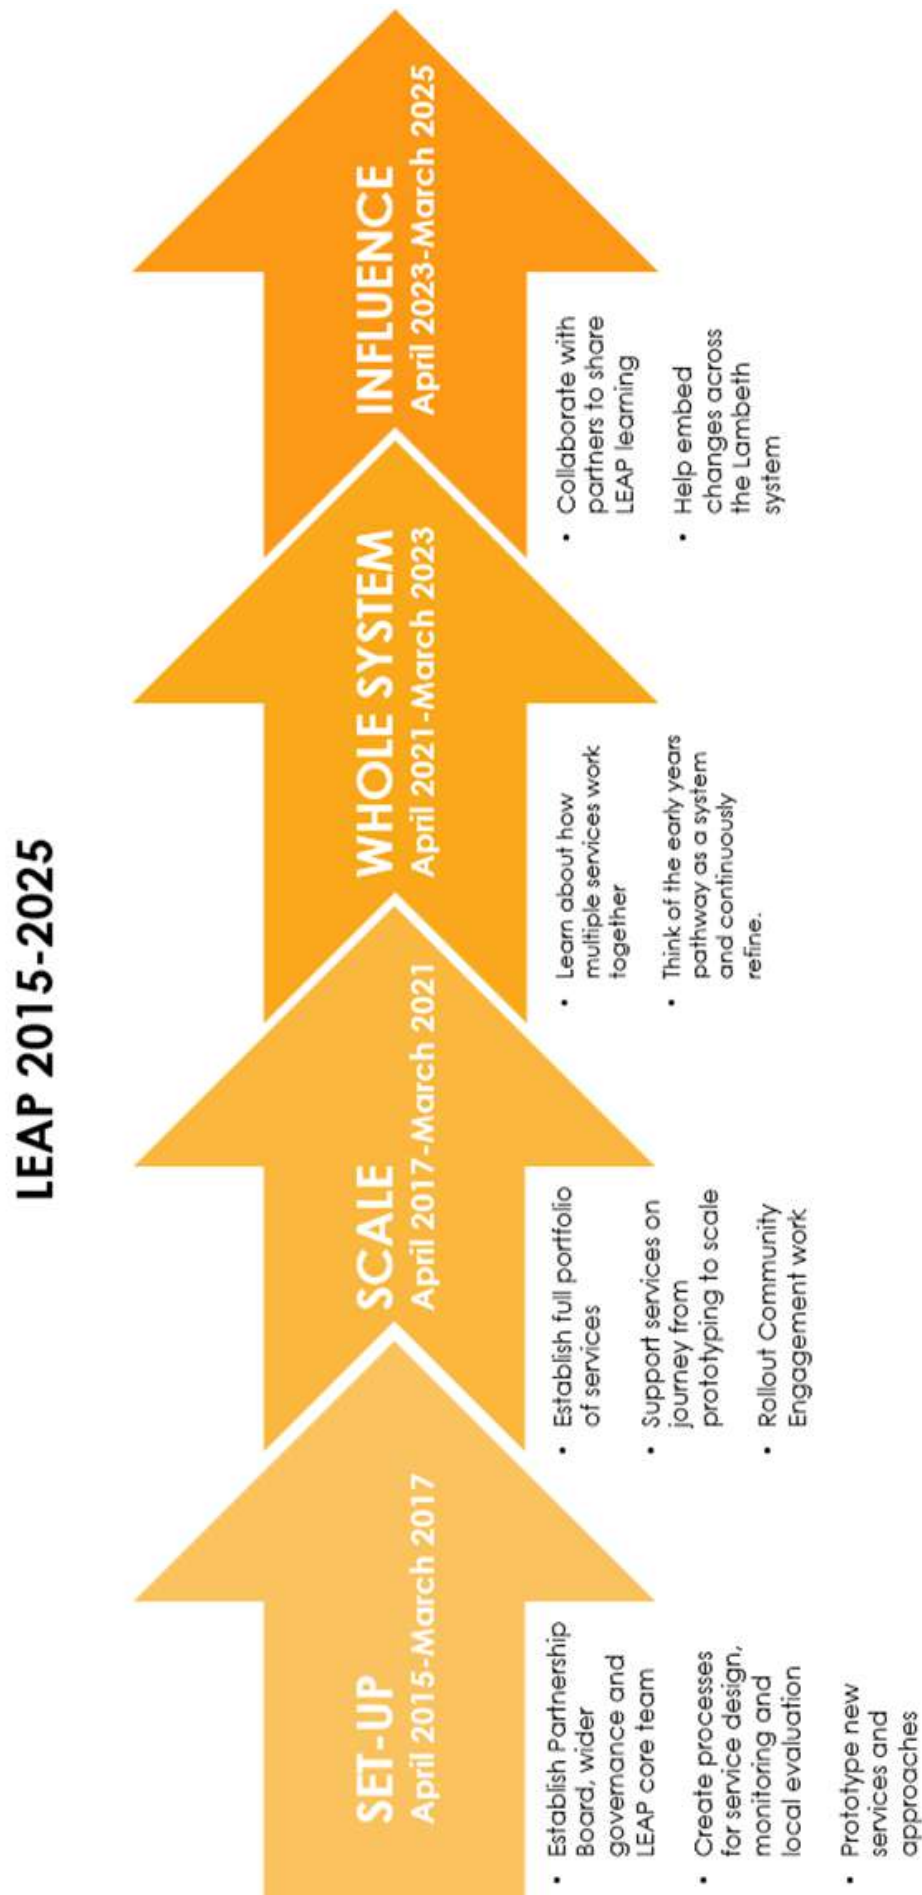 LEAP 2015-2025
SET-UP
April 2015-March 2017
• Establish Partnership
Board, wider
governance and
LEAP core team
• Create processes
for service design,
monitoring and
local evaluation
• Prototype new
services and
approaches
SCALE
April 2017-March 2021
• Establish full portfolio
of services
• Support services on
journey from
prototyping to scale
• Rollout Community
Engagement work
WHOLE SYSTEM
April 2021-March 2023
• Learn about how
multiple services work
together
• Think of the early years
pathway as a system
and continuously
refine.
INFLUENCE
April 2023-March 2025
• Collaborate with
partners to share
LEAP learning
• Help embed
changes across
the Lambeth
system